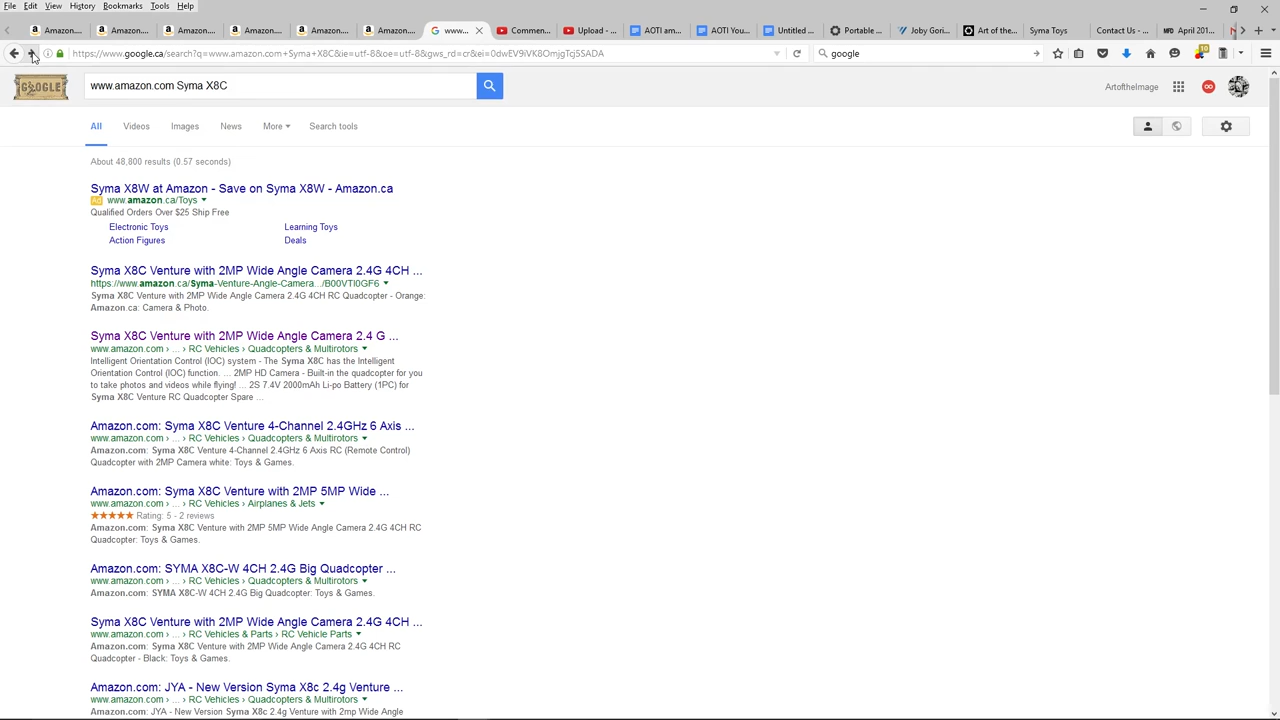 File Edit View History Bookmarks Tools Help
Amazon.... Amazon.... Amazon.... Amazon.... Amazon.... Amazon.... www.... Commen... Upload - ... AOTI am... AOTI You... Untitled ... Portable ... Joby Gori... Art of the... Syma Toys Contact Us - ... April 201...
https://www.google.ca/search?q=www.amazon.com+Syma+X8C&ie=utf-8&oe=utf-8&gws_rd=cr&ei=0dwEV9iVK8OmjgTcj5SADA
google
10
GOOGLE
www.amazon.com Syma X8C
ArtoftheImage
All Videos Images News More Search tools
About 48,800 results (0.57 seconds)
Syma X8W at Amazon - Save on Syma X8W - Amazon.ca
Ad www.amazon.ca/Toys
Qualified Orders Over $25 Ship Free
Electronic Toys Learning Toys
Action Figures Deals
Syma X8C Venture with 2MP Wide Angle Camera 2.4G 4CH ...
https://www.amazon.ca/Syma-Venture-Angle-Camera.../B00VTI0GF6
Syma X8C Venture with 2MP Wide Angle Camera 2.4G 4CH RC Quadcopter - Orange:
Amazon.ca: Camera & Photo.
Syma X8C Venture with 2MP Wide Angle Camera 2.4 G ...
www.amazon.com › ... › RC Vehicles › Quadcopters & Multirotors
Intelligent Orientation Control (IOC) system - The Syma X8C has the Intelligent
Orientation Control (IOC) function. ... 2MP HD Camera - Built-in the quadcopter for you
to take photos and videos while flying! ... 2S 7.4V 2000mAh Li-po Battery (1PC) for
Syma X8C Venture RC Quadcopter Spare ...
Amazon.com: Syma X8C Venture 4-Channel 2.4GHz 6 Axis ...
www.amazon.com › ... › RC Vehicles › Quadcopters & Multirotors
Amazon.com: Syma X8C Venture 4-Channel 2.4GHz 6 Axis RC (Remote Control)
Quadcopter with 2MP Camera white: Toys & Games.
Amazon.com: Syma X8C Venture with 2MP 5MP Wide ...
www.amazon.com › ... › RC Vehicles › Airplanes & Jets
Rating: 5 - 2 reviews
Amazon.com: Syma X8C Venture with 2MP 5MP Wide Angle Camera 2.4G 4CH RC
Quadcopter: Toys & Games.
Amazon.com: SYMA X8C-W 4CH 2.4G Big Quadcopter ...
www.amazon.com › ... › RC Vehicles › Quadcopters & Multirotors
Amazon.com: SYMA X8C-W 4CH 2.4G Big Quadcopter: Toys & Games.
Syma X8C Venture with 2MP Wide Angle Camera 2.4G 4CH ...
www.amazon.com › ... › RC Vehicles & Parts › RC Vehicle Parts
Amazon.com: Syma X8C Venture with 2MP Wide Angle Camera 2.4G 4CH RC
Quadcopter - Black: Toys & Games.
Amazon.com: JYA - New Version Syma X8c 2.4g Venture ...
www.amazon.com › ... › RC Vehicles › Quadcopters & Multirotors
Amazon.com: JYA - New Version Syma X8c 2.4g Venture with 2mp Wide Angle